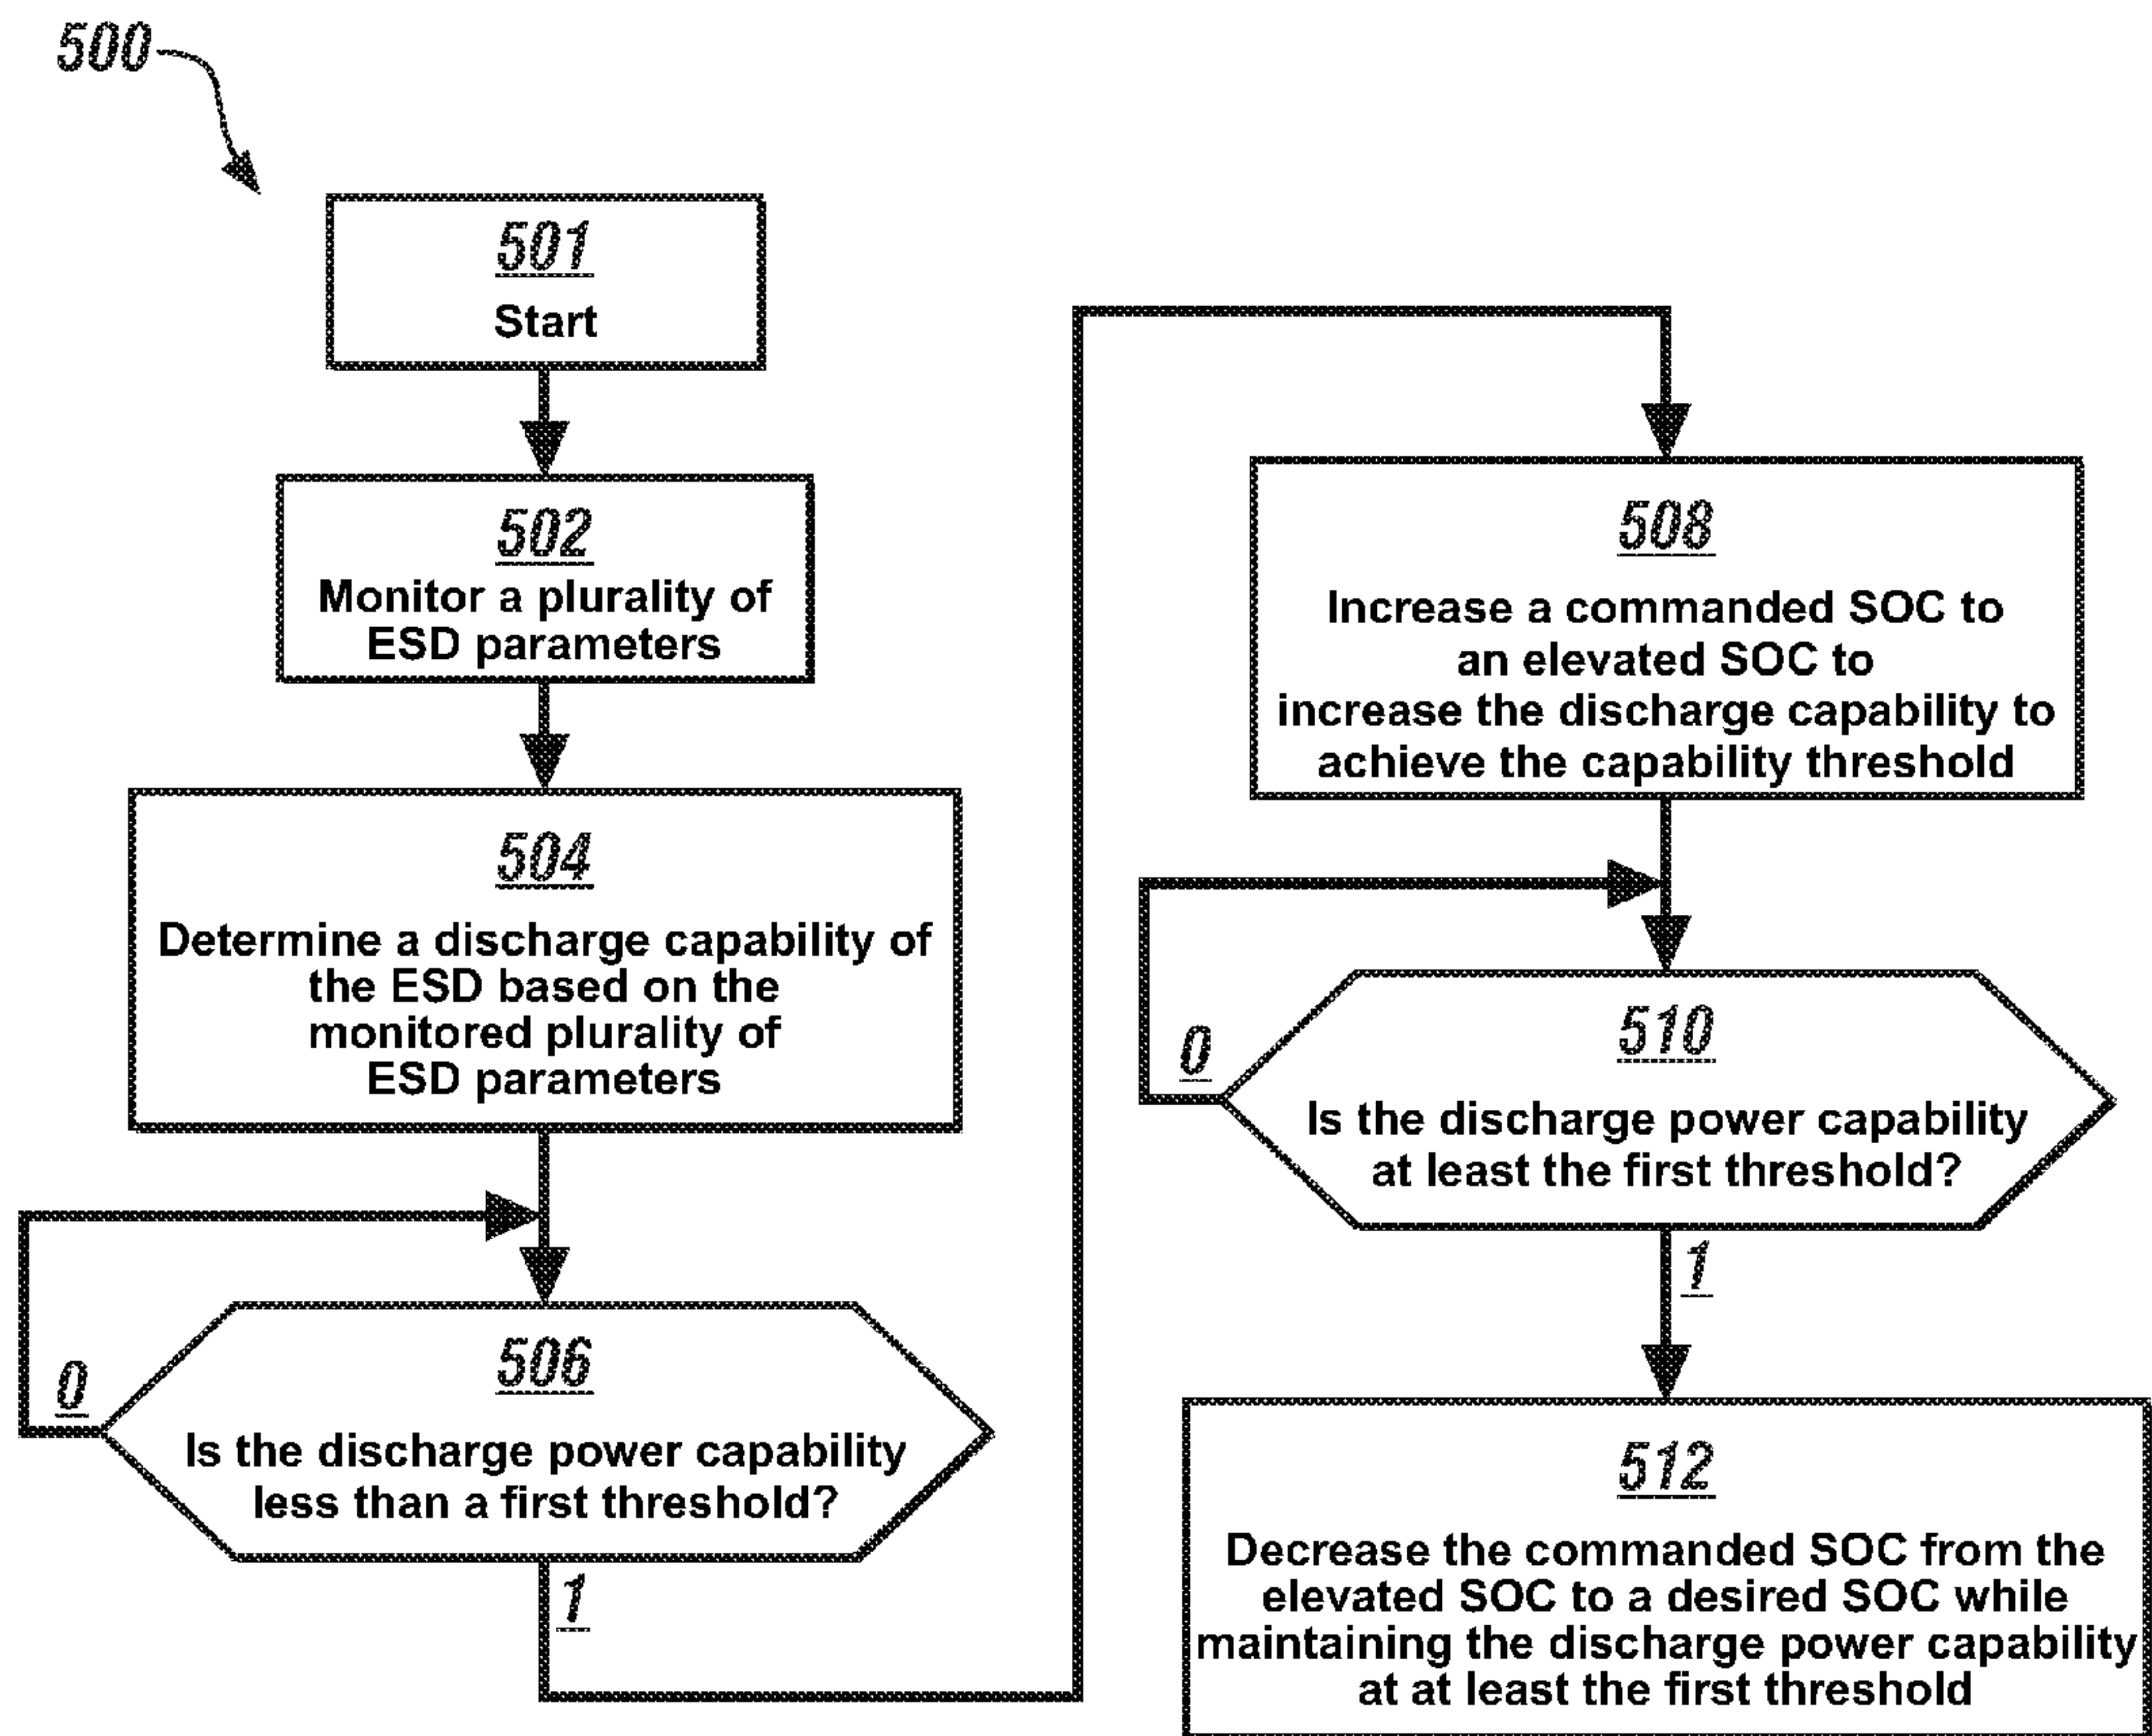 500
501
Start
502
Monitor a plurality of
ESD parameters
504
Determine a discharge capability of
the ESD based on the
monitored plurality of
ESD parameters
0
506
Is the discharge power capability
less than a first threshold?
1
508
Increase a commanded SOC to
an elevated SOC to
increase the discharge capability to
achieve the capability threshold
0
510
Is the discharge power capability
at least the first threshold?
1
512
Decrease the commanded SOC from the
elevated SOC to a desired SOC while
maintaining the discharge power capability
at at least the first threshold